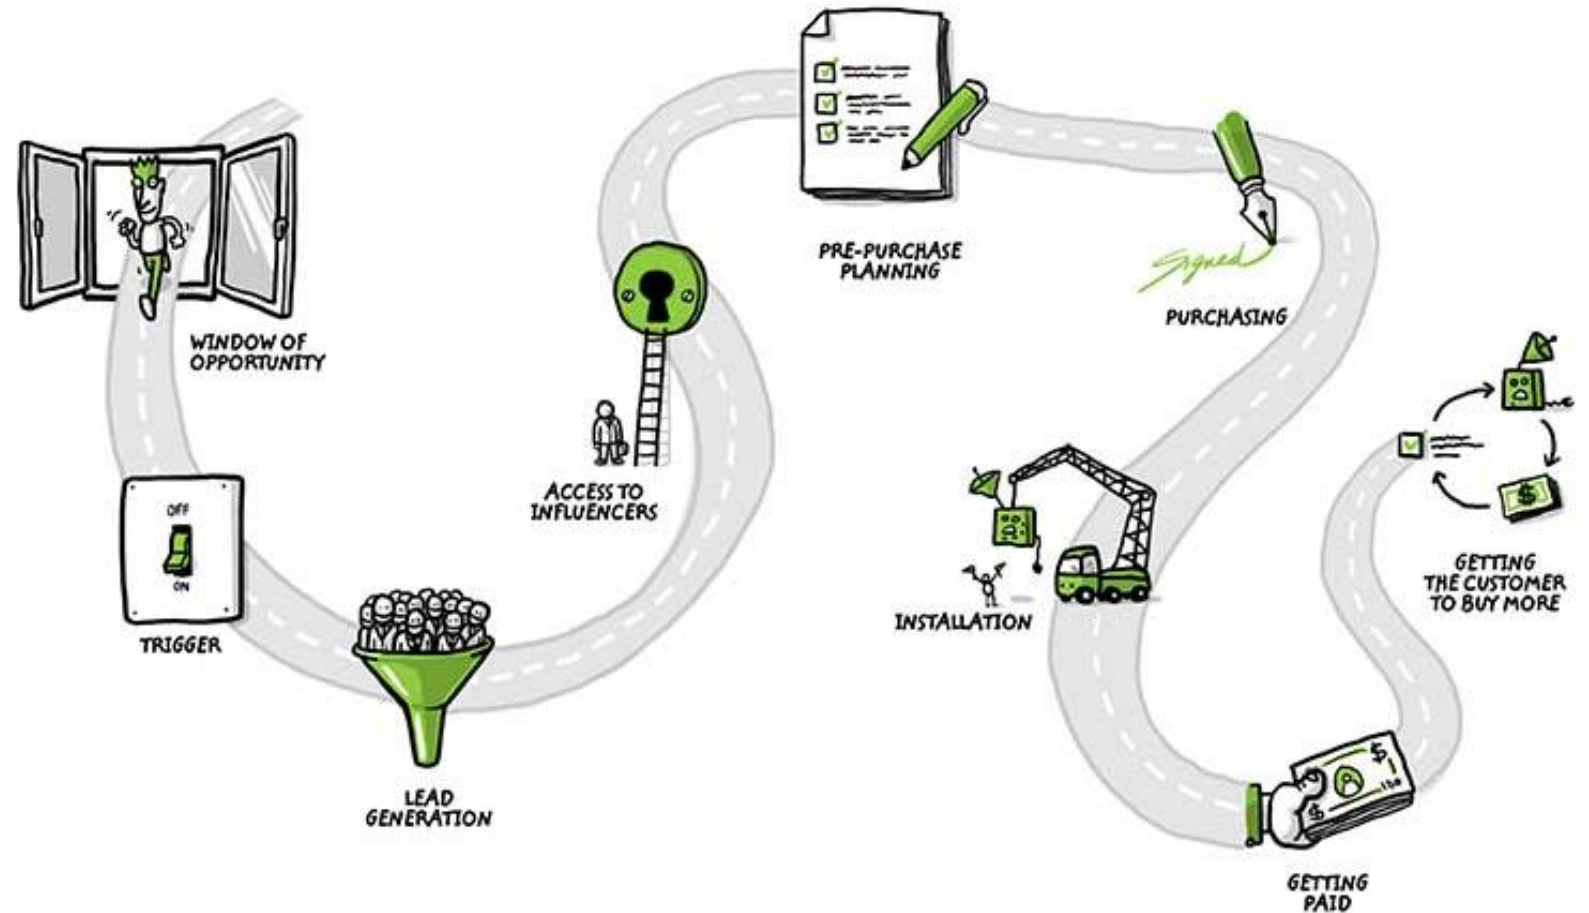 WINDOW OF
OPPORTUNITY
OFF
ON
TRIGGER
LEAD
GENERATION
ACCESS TO
INFLUENCERS
PRE-PURCHASE
PLANNING
Signed
PURCHASING
INSTALLATION
$
$
GETTING
PAID
$
GETTING
THE CUSTOMER
TO BUY MORE